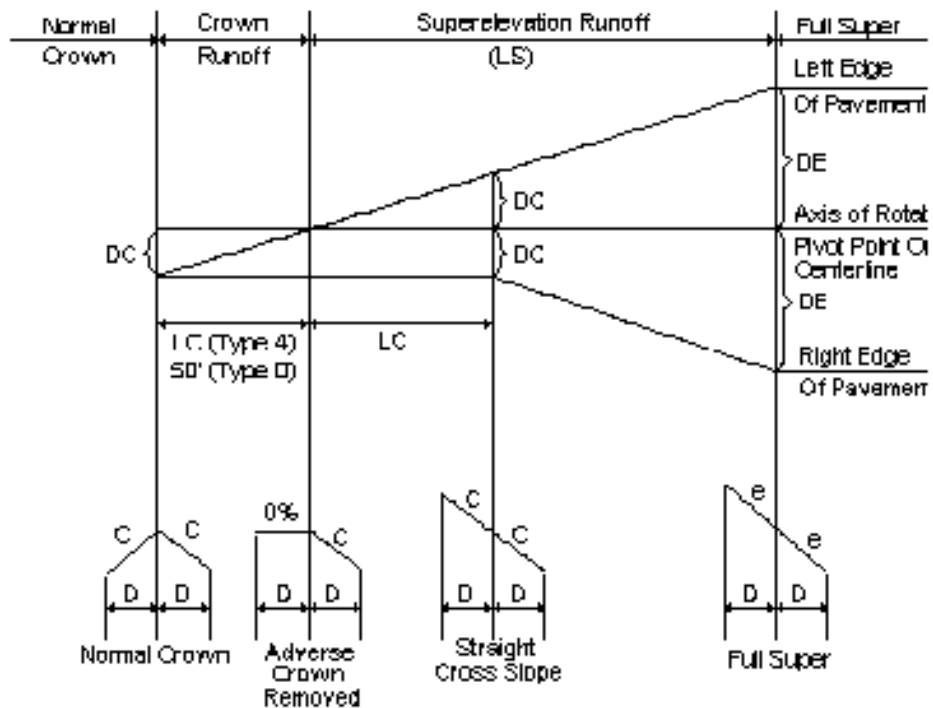 Normal
Crown
Crown
Runoff
Superelevation Runoff
(LS)
Full Super
Left Edge
Of Pavement
DE
DC
Axis of Rotat
DC
DC
Pivot Point O
Centerline
DE
LC (Type 4)
50' (Type D)
LC
Right Edge
Of Pavemen
C
C
0%
C
C
C
e
e
D
D
D
D
D
D
D
D
Normal Crown
Adverse
Crown
Removed
Straight
Cross Slope
Full Super